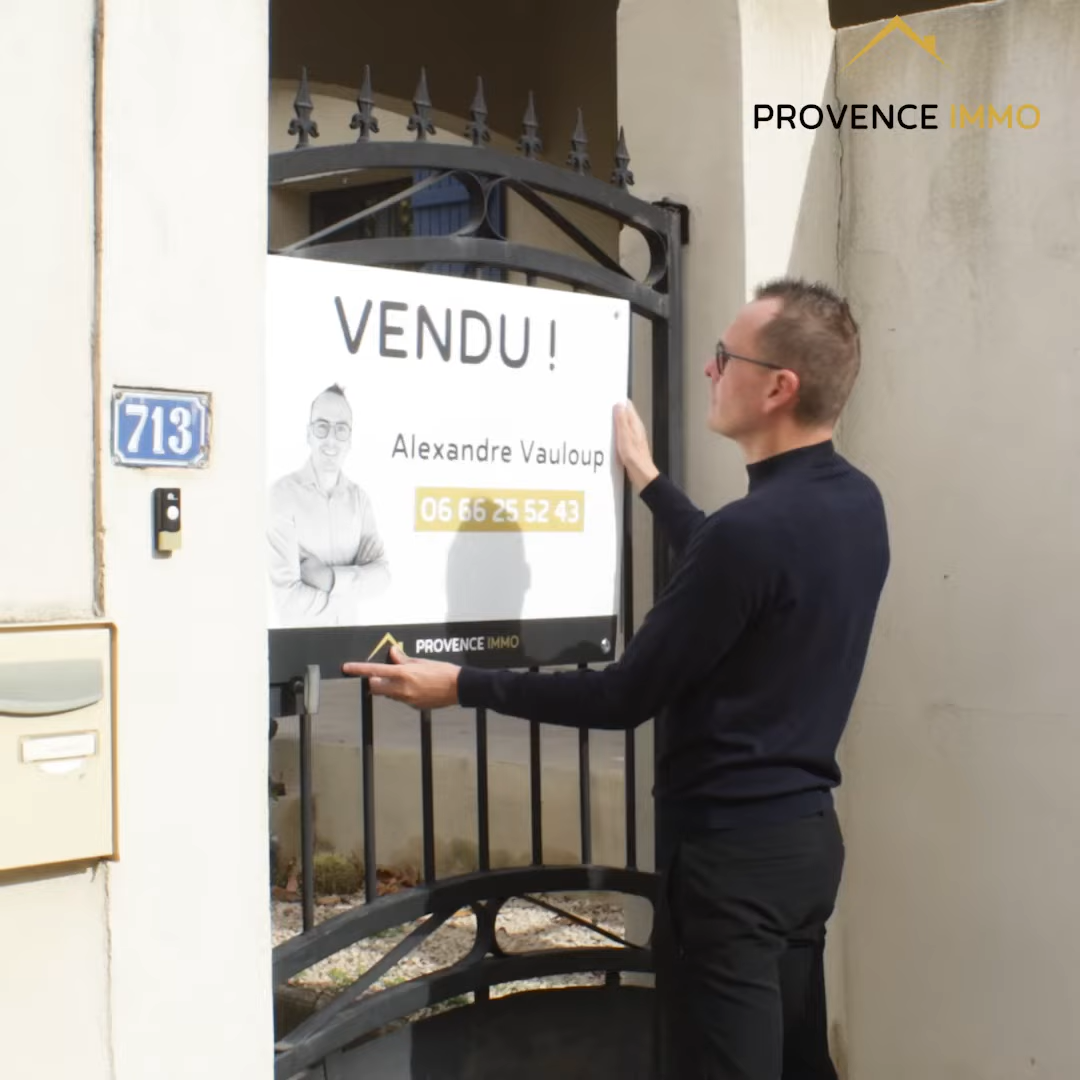 PROVENCE IMMO
VENDU !
713
Alexandre Vauloup
06 66 25 52 43
PROVENCE IMMO